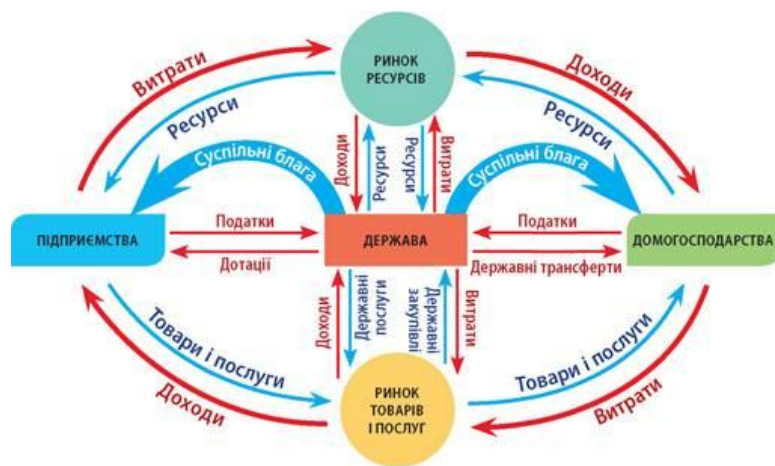 РИНОК
РЕСУРСІВ
Витрати
Доходи
Ресурси
Ресурси
Суспільні блага
Суспільні блага
Доходи
Ресурси
Ресурси
Витрати
ПІДПРИЄМСТВА
Податки
Дотації
ДЕРЖАВА
Податки
Державні трансферти
ДОМОГОСПОДАРСТВА
Доходи
Державні
послуги
Державні
закупівлі
Витрати
Товари і послуги
Товари і послуги
Доходи
Витрати
РИНОК
ТОВАРІВ
І ПОСЛУГ